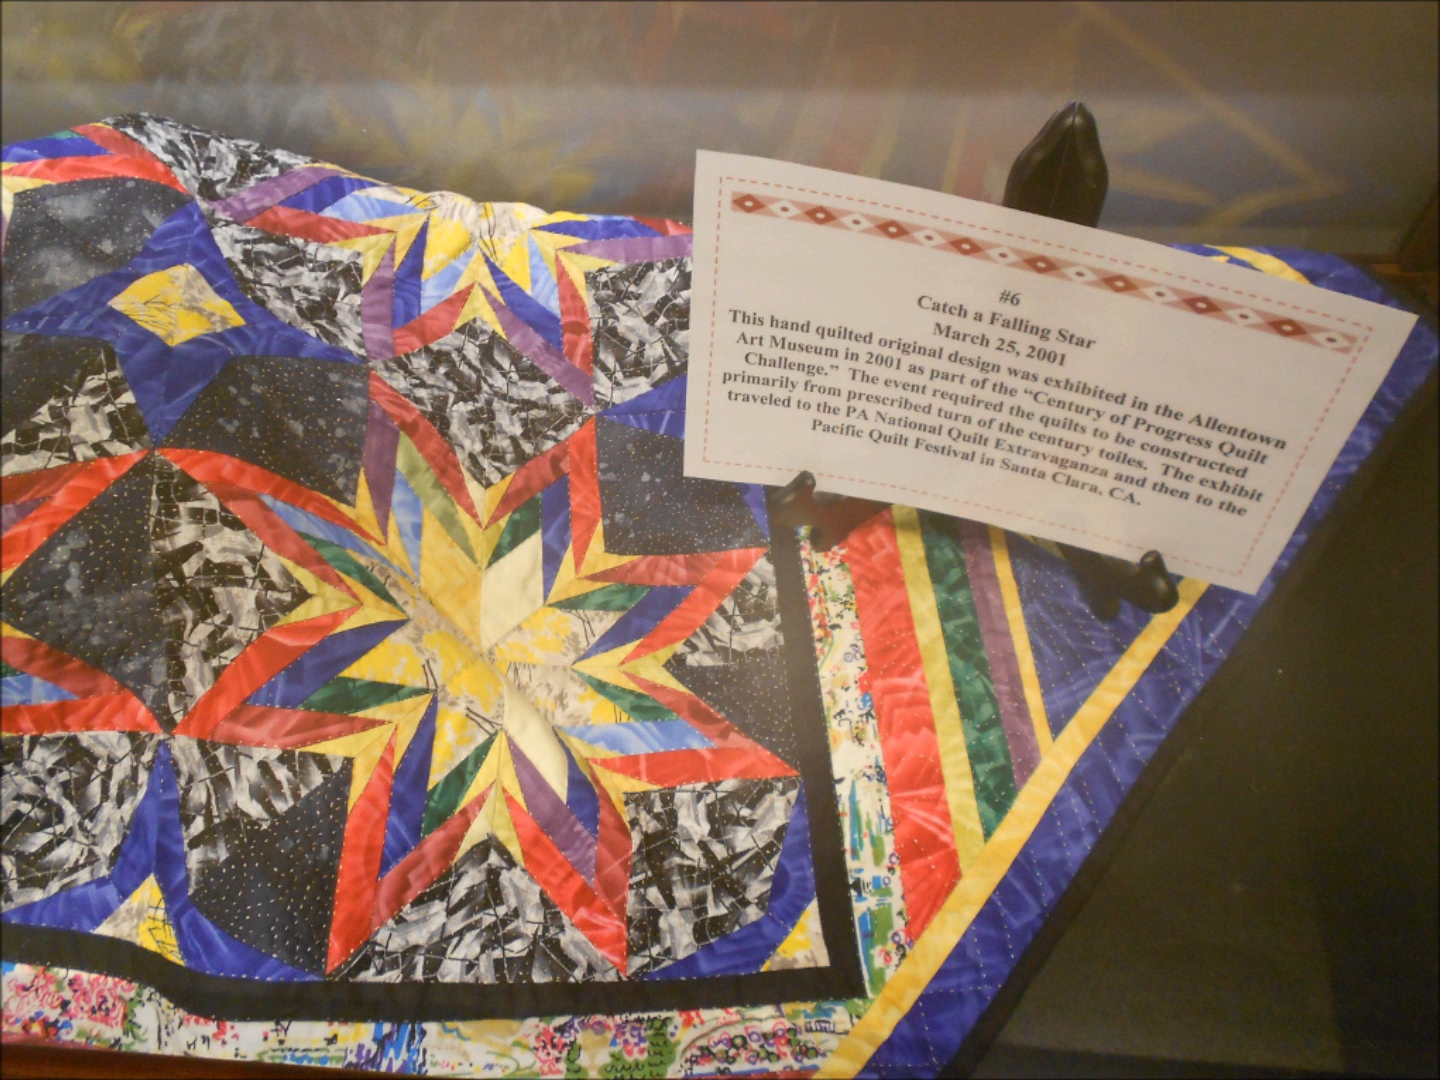 #6
Catch a Falling Star
March 25, 2001
This hand quilted original design was exhibited in the Allentown
Art Museum in 2001 as part of the “Century of Progress Quilt
Challenge.” The event required the quilts to be constructed
primarily from prescribed turn of the century toiles. The exhibit
traveled to the PA National Quilt Extravaganza and then to the
Pacific Quilt Festival in Santa Clara, CA.